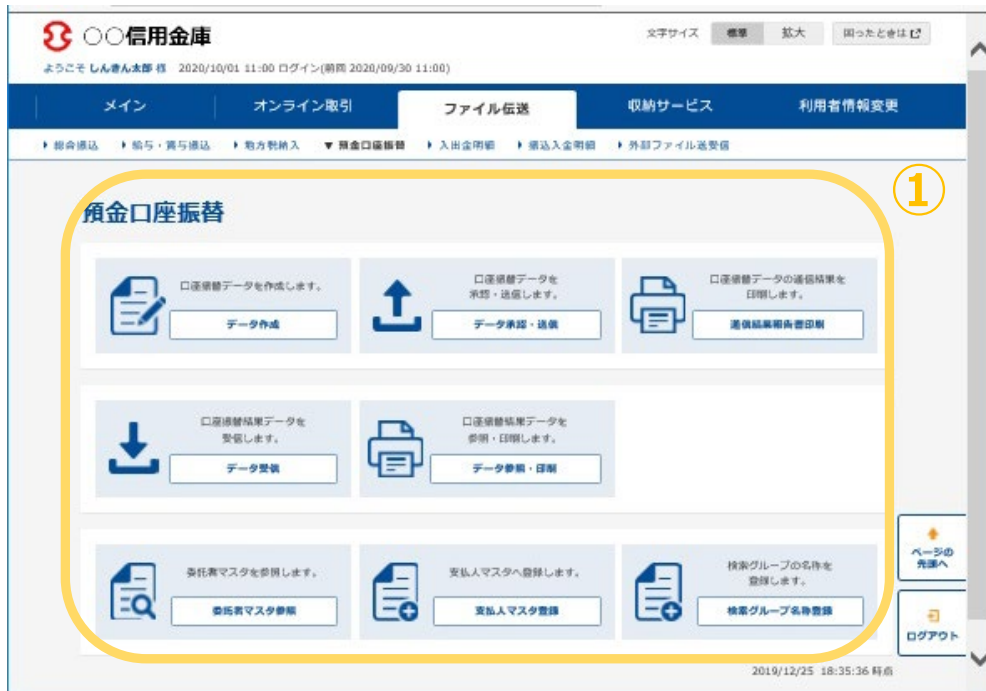 ○○信用金庫
文字サイズ 標準 拡大 困ったときは
ようこそ しんきん太郎 様 2020/10/01 11:00 ログイン(前回 2020/09/30 11:00)
メイン オンライン取引 ファイル伝送 収納サービス 利用者情報変更
総合振込 給与・賞与振込 地方税納入 ▼ 預金口座振替 入出金明細 振込入金明細 外部ファイル送受信
①
預金口座振替
口座振替データを作成します。
データ作成
口座振替データを
承認・送信します。
データ承認・送信
口座振替データの通信結果を
印刷します。
通信結果報告書印刷
口座振替結果データを
受信します。
データ受信
口座振替結果データを
参照・印刷します。
データ参照・印刷
委託者マスタを参照します。
委託者マスタ参照
支払人マスタへ登録します。
支払人マスタ登録
検索グループの名称を
登録します。
検索グループ名称登録
ページの
先頭へ
ログアウト
2019/12/25 18:35:36 時点